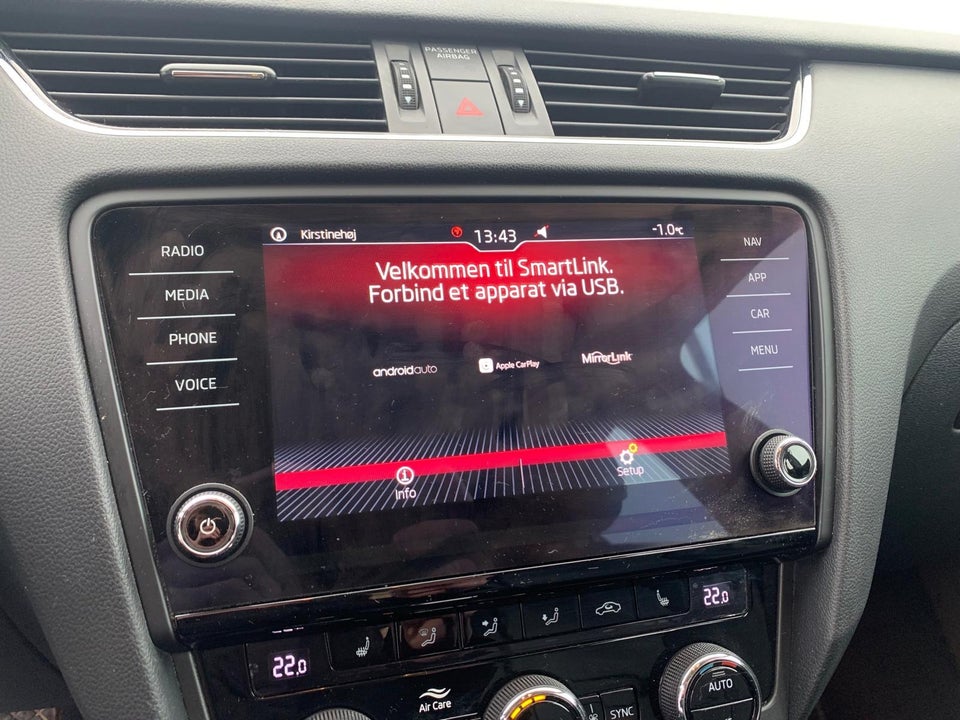 PASSENGER
AIRBAG
RADIO
MEDIA
PHONE
VOICE
Kirstinehøj
13:43
-1.0°C
Velkommen til SmartLink.
Forbind et apparat via USB.
androidauto
Apple CarPlay
MirrorLink
Info
Setup
NAV
APP
CAR
MENU
22.0
22.0
Air Care
SYNC
AUTO